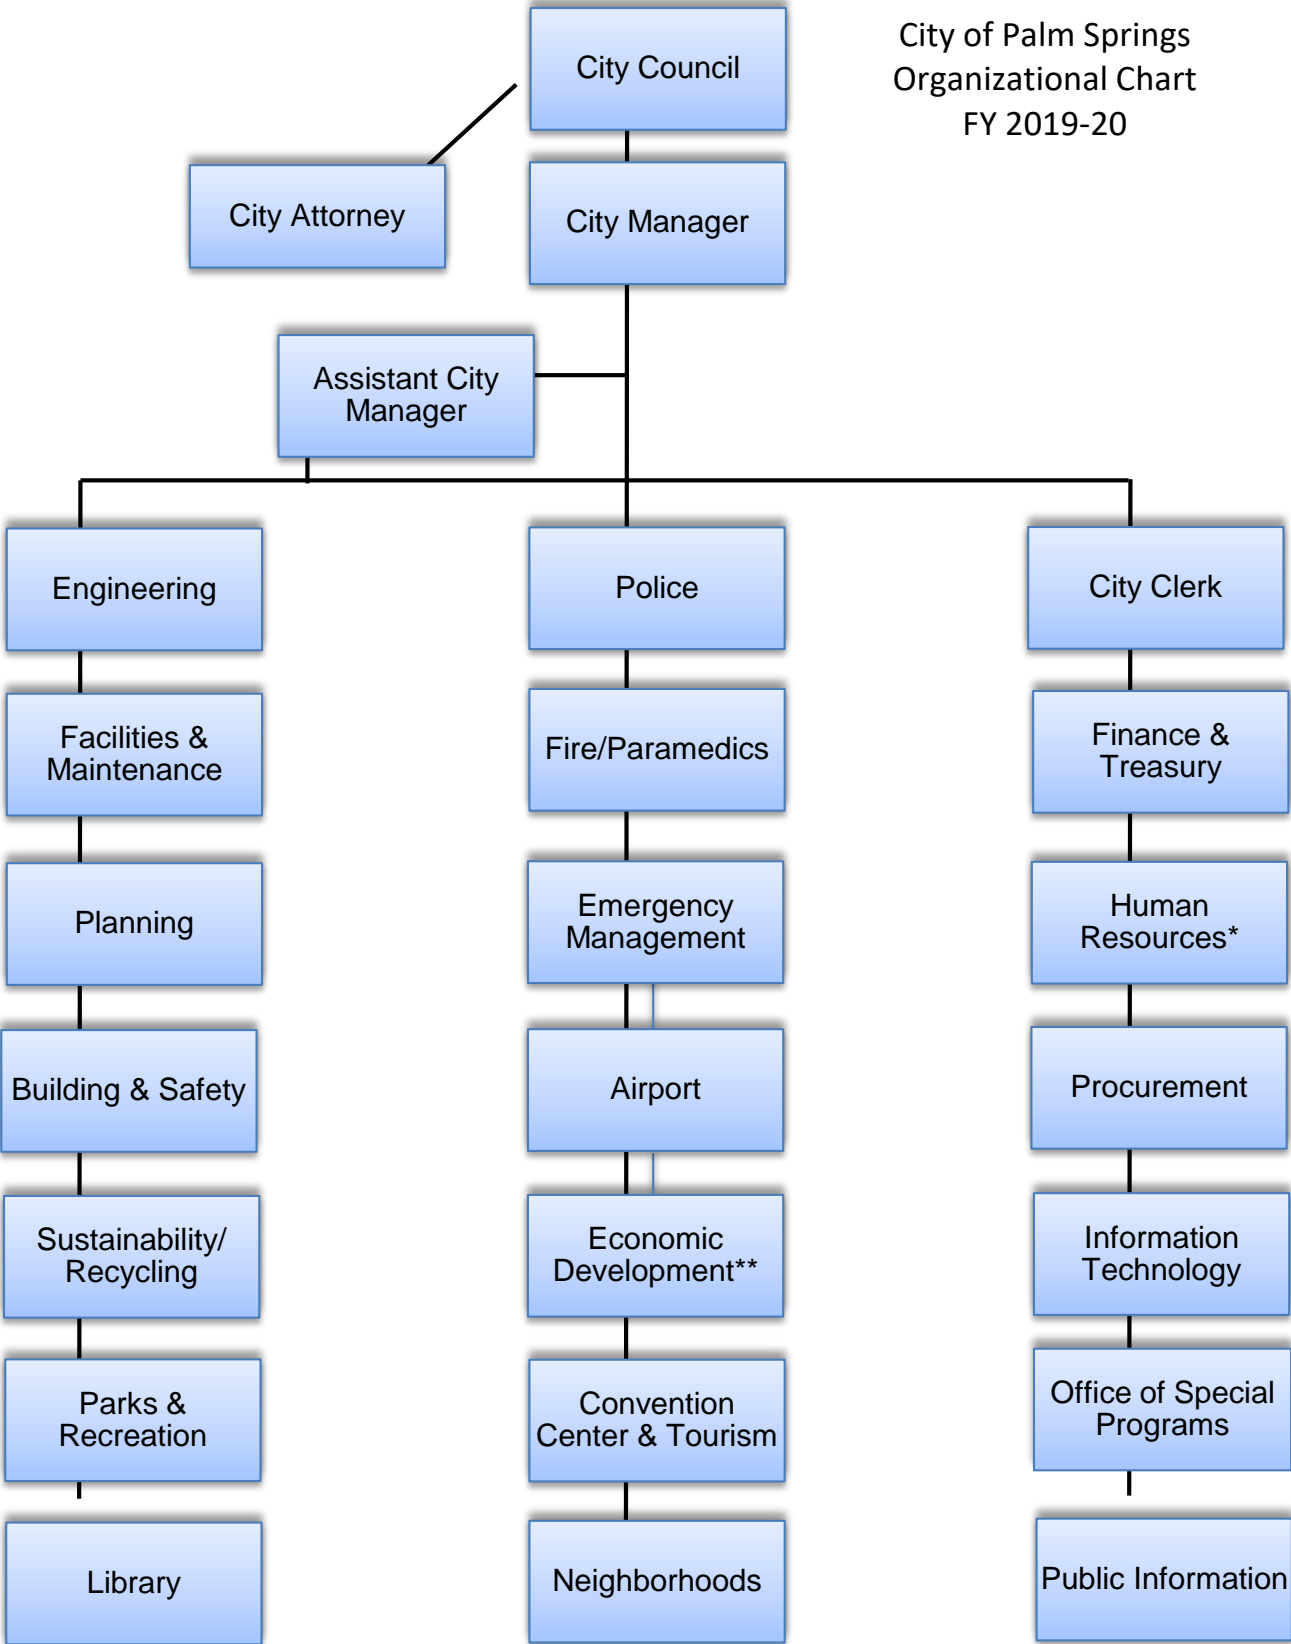 City of Palm Springs
Organizational Chart
FY 2019-20
City Council
City Attorney
City Manager
Assistant City
Manager
Engineering
Police
City Clerk
Facilities &
Maintenance
Fire/Paramedics
Finance &
Treasury
Planning
Emergency
Management
Human
Resources*
Building & Safety
Airport
Procurement
Sustainability/
Recycling
Economic
Development**
Information
Technology
Parks &
Recreation
Convention
Center & Tourism
Office of Special
Programs
Library
Neighborhoods
Public Information